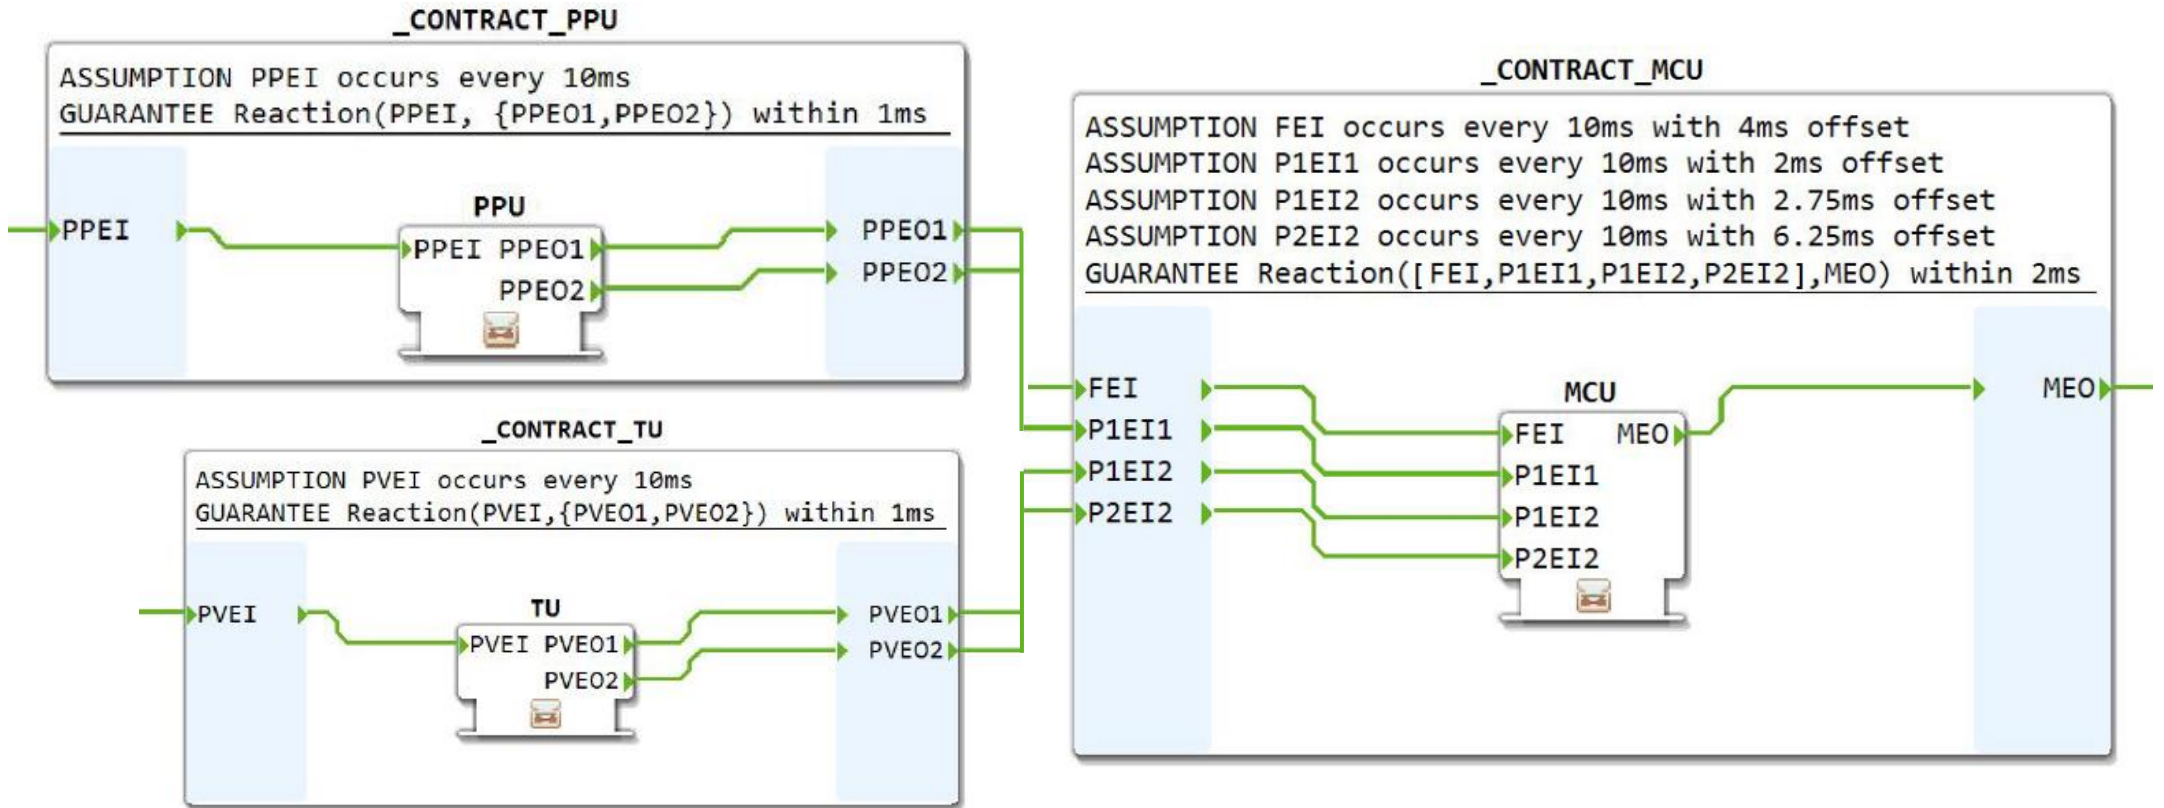 _CONTRACT_PPU
ASSUMPTION PPEI occurs every 10ms
GUARANTEE Reaction(PPEI, {PPEO1,PPEO2}) within 1ms
PPEI
PPU
PPEI PPEO1
PPEO2
PPEO1
PPEO2
_CONTRACT_TU
ASSUMPTION PVEI occurs every 10ms
GUARANTEE Reaction(PVEI,{PVEO1,PVEO2}) within 1ms
PVEI
TU
PVEI PVEO1
PVEO2
PVEO1
PVEO2
_CONTRACT_MCU
ASSUMPTION FEI occurs every 10ms with 4ms offset
ASSUMPTION P1EI1 occurs every 10ms with 2ms offset
ASSUMPTION P1EI2 occurs every 10ms with 2.75ms offset
ASSUMPTION P2EI2 occurs every 10ms with 6.25ms offset
GUARANTEE Reaction([FEI,P1EI1,P1EI2,P2EI2],MEO) within 2ms
FEI
P1EI1
P1EI2
P2EI2
MCU
FEI MEO
P1EI1
P1EI2
P2EI2
MEO